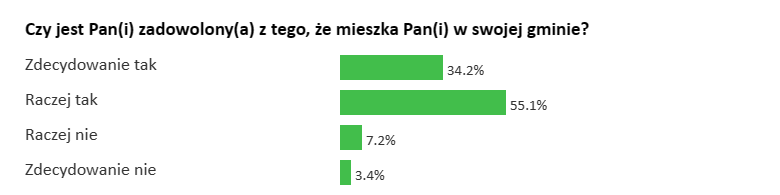 Czy jest Pan(i) zadowolony(a) z tego, że mieszka Pan(i) w swojej gminie?
Zdecydowanie tak 34.2%
Raczej tak 55.1%
Raczej nie 7.2%
Zdecydowanie nie 3.4%